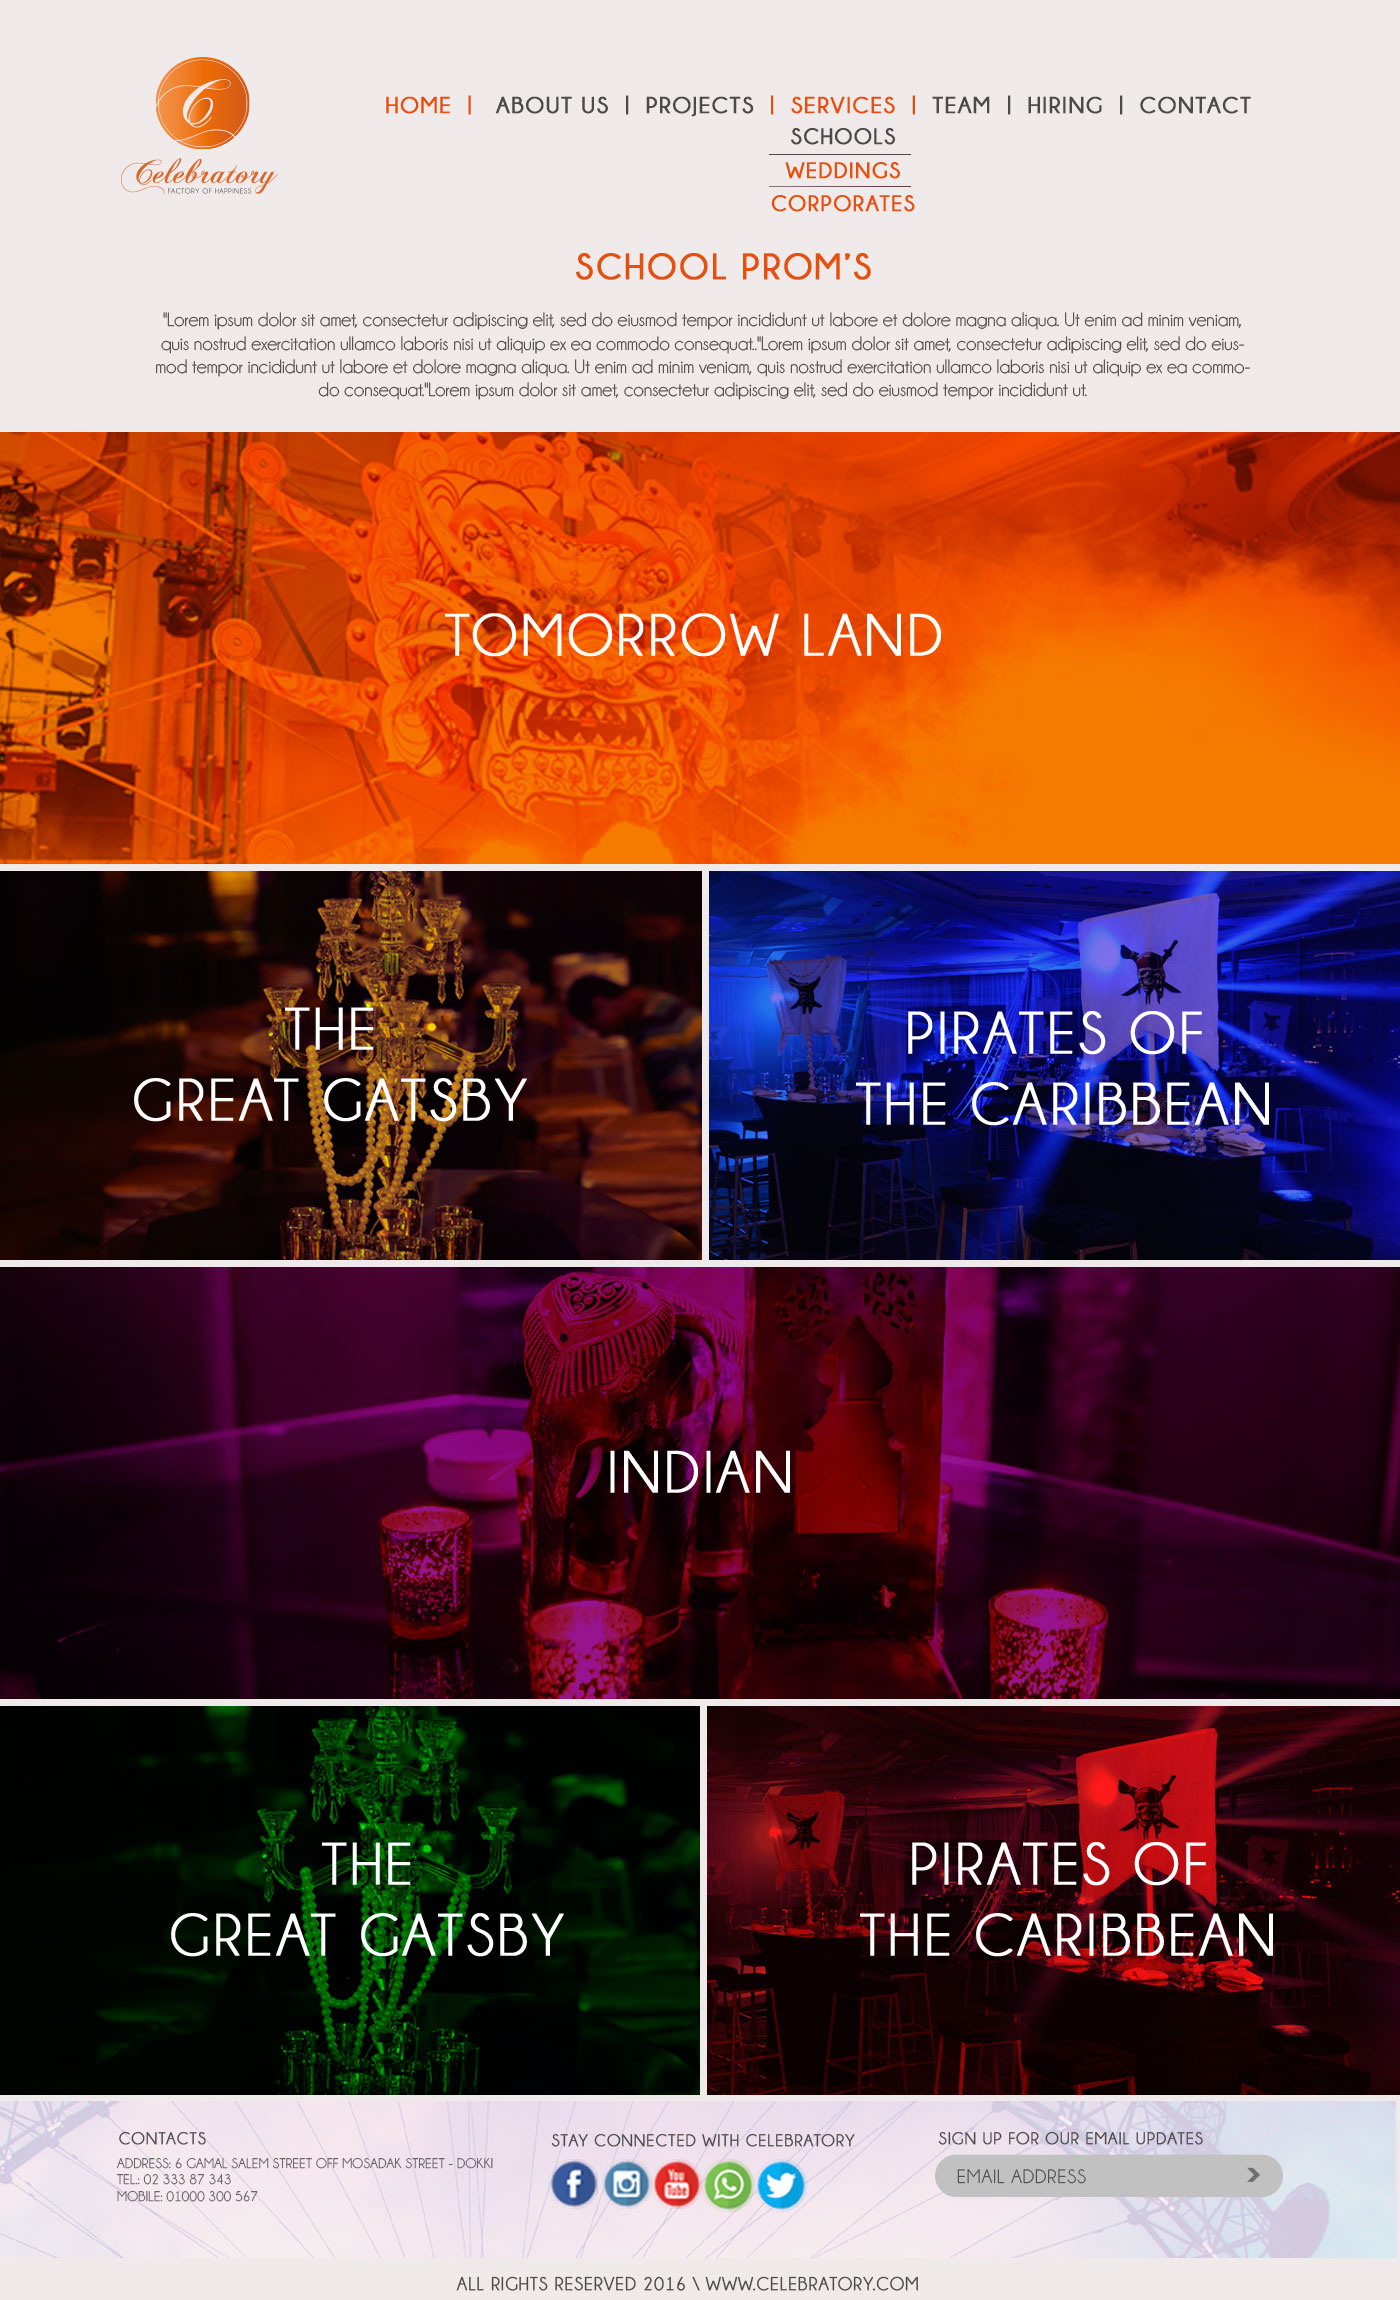 C
Celebratory
FACTORY OF HAPPINESS
HOME | ABOUT US | PROJECTS | SERVICES | TEAM | HIRING | CONTACT
SCHOOLS
WEDDINGS
CORPORATES
SCHOOL PROM'S
"Lorem ipsum dolor sit amet, consectetur adipiscing elit, sed do eiusmod tempor incididunt ut labore et dolore magna aliqua. Ut enim ad minim veniam,
quis nostrud exercitation ullamco laboris nisi ut aliquip ex ea commodo consequat.."Lorem ipsum dolor sit amet, consectetur adipiscing elit, sed do eius-
mod tempor incididunt ut labore et dolore magna aliqua. Ut enim ad minim veniam, quis nostrud exercitation ullamco laboris nisi ut aliquip ex ea commo-
do consequat."Lorem ipsum dolor sit amet, consectetur adipiscing elit, sed do eiusmod tempor incididunt ut.
TOMORROW LAND
THE
GREAT GATSBY
PIRATES OF
THE CARIBBEAN
INDIAN
THE
GREAT GATSBY
PIRATES OF
THE CARIBBEAN
CONTACTS
ADDRESS: 6 GAMAL SALEM STREET OFF MOSADAK STREET - DOKKI
TEL.: 02 333 87 343
MOBILE: 01000 300 567
STAY CONNECTED WITH CELEBRATORY
f
You
Tube
SIGN UP FOR OUR EMAIL UPDATES
EMAIL ADDRESS
ALL RIGHTS RESERVED 2016 \ WWW.CELEBRATORY.COM